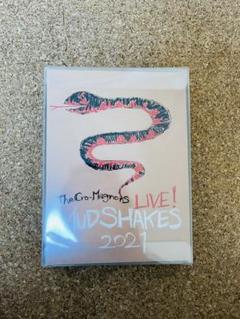 The Cro-Magnons LIVE!
MUD SHAKES
2021